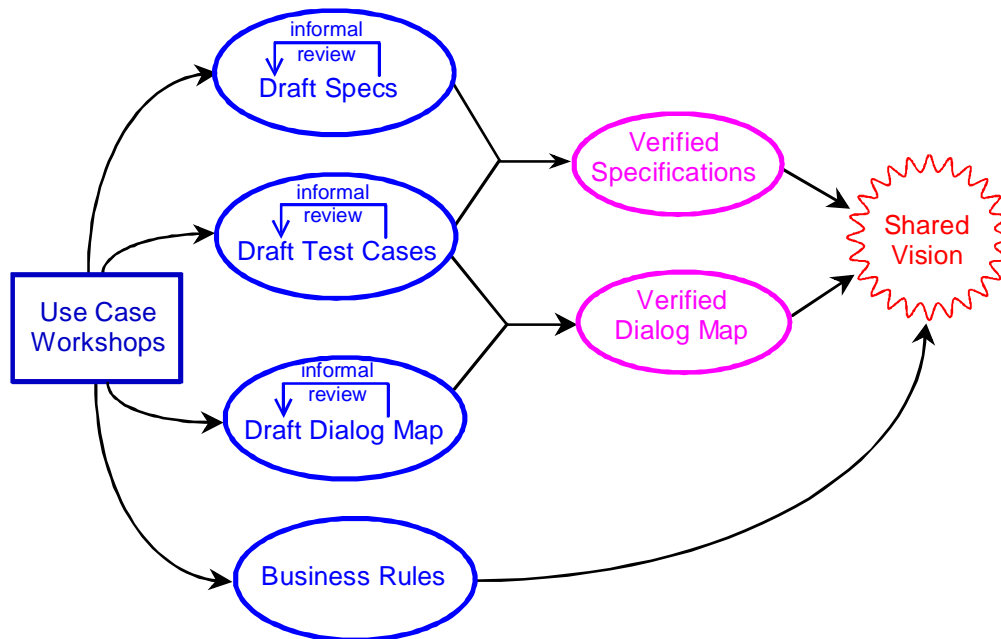 informal
review
Draft Specs
Verified
Specifications
informal
review
Draft Test Cases
Shared
Vision
Use Case
Workshops
Verified
Dialog Map
informal
review
Draft Dialog Map
Business Rules